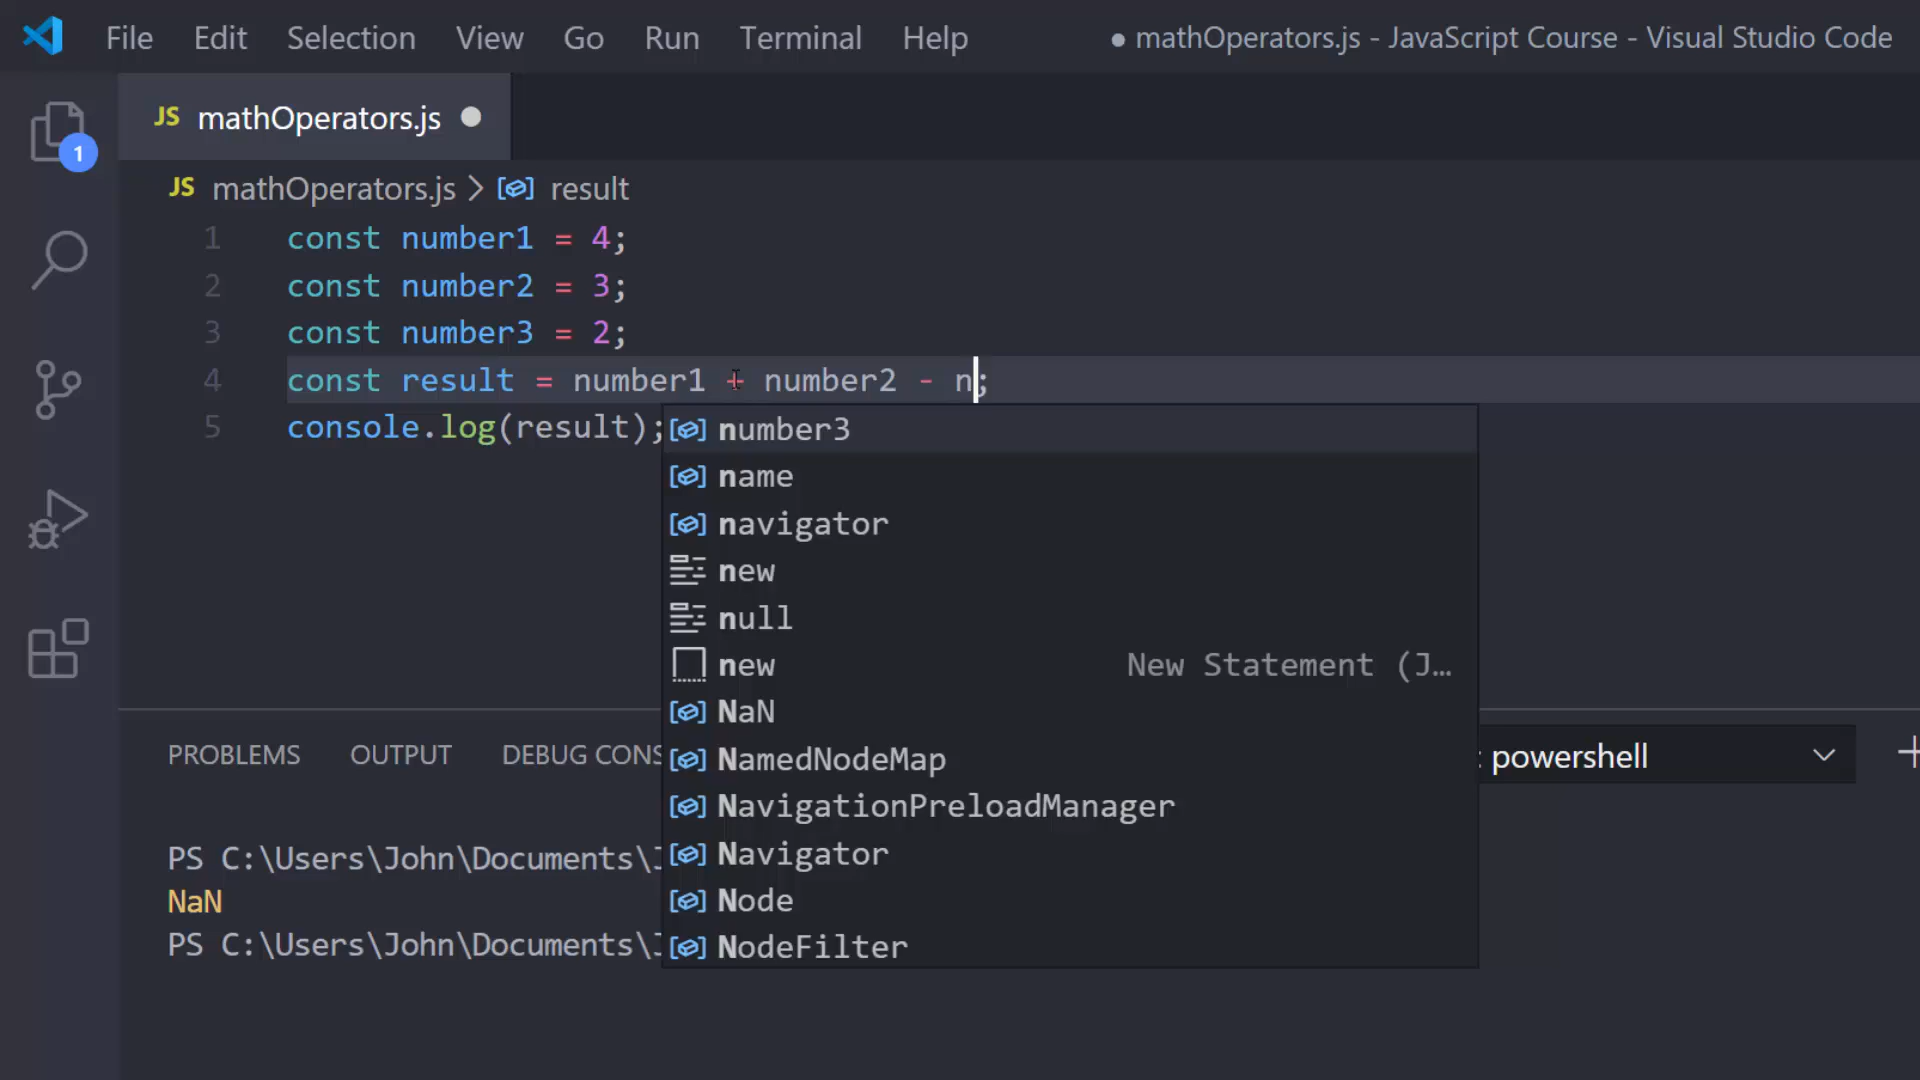 File Edit Selection View Go Run Terminal Help ● mathOperators.js - JavaScript Course - Visual Studio Code
JS mathOperators.js ●
1
JS mathOperators.js > result
1 const number1 = 4;
2 const number2 = 3;
3 const number3 = 2;
4 const result = number1 + number2 - n;
5 console.log(result);
number3
name
navigator
new
null
new New Statement (J…
NaN
NamedNodeMap
NavigationPreloadManager
Navigator
Node
NodeFilter
PROBLEMS OUTPUT DEBUG CONS : powershell
PS C:\Users\John\Documents\J
NaN
PS C:\Users\John\Documents\J